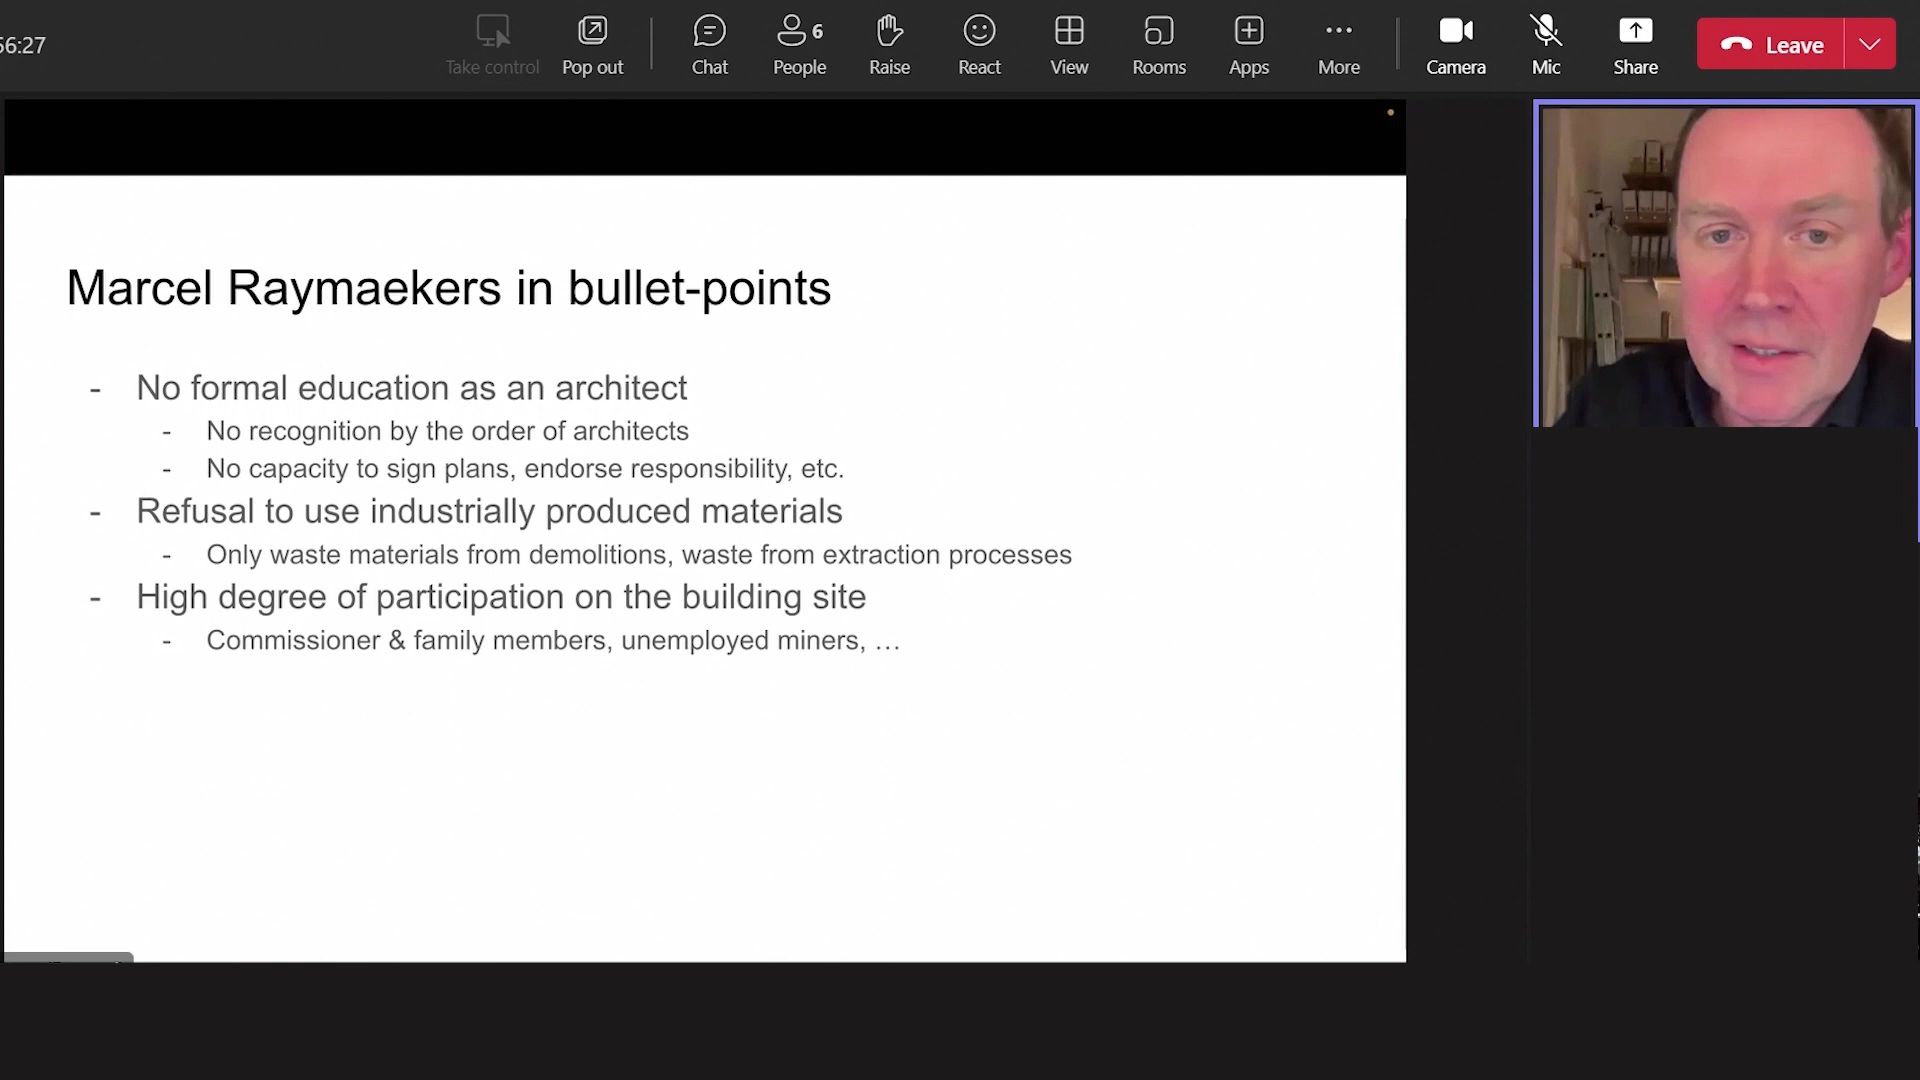 56:27
Take control
Pop out
Chat
6
People
Raise
React
View
Rooms
Apps
More
Camera
Mic
Share
Leave
Marcel Raymaekers in bullet-points
- No formal education as an architect
- No recognition by the order of architects
- No capacity to sign plans, endorse responsibility, etc.
- Refusal to use industrially produced materials
- Only waste materials from demolitions, waste from extraction processes
- High degree of participation on the building site
- Commissioner & family members, unemployed miners, …